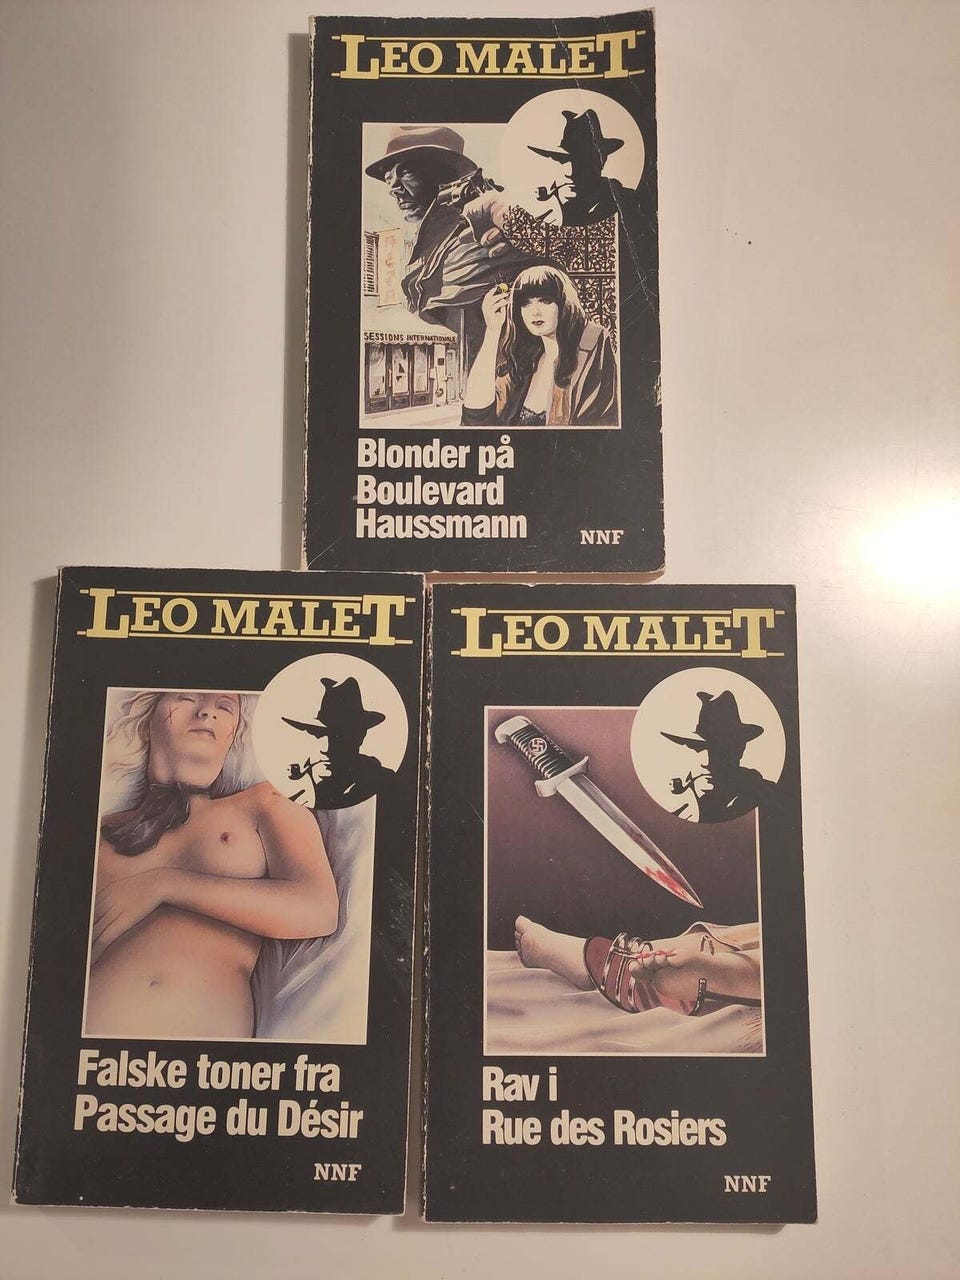 LEO MALET
SESSIONS INTERNATIONALE
Blonder på
Boulevard
Haussmann
NNF
LEO MALET
Falske toner fra
Passage du Désir
NNF
LEO MALET
Rav i
Rue des Rosiers
NNF